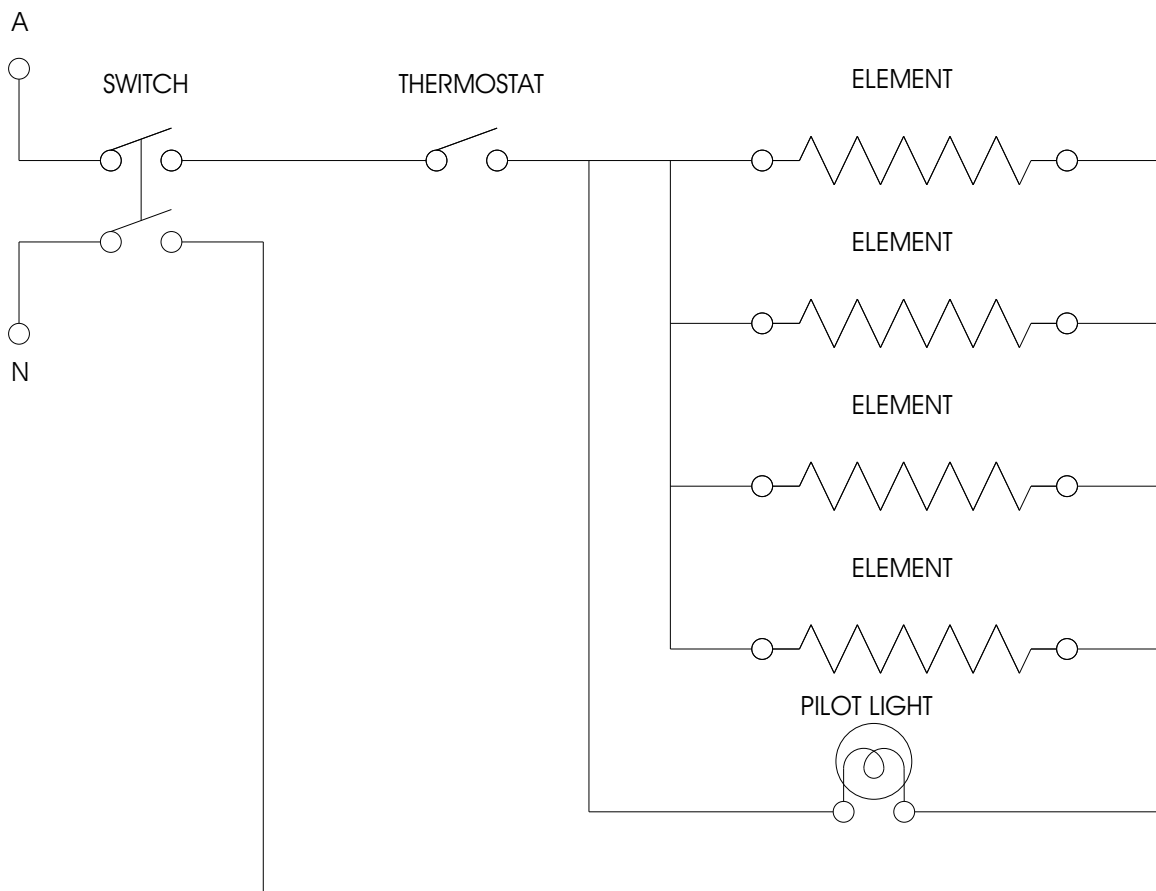 A
SWITCH
THERMOSTAT
ELEMENT
ELEMENT
N
ELEMENT
ELEMENT
PILOT LIGHT